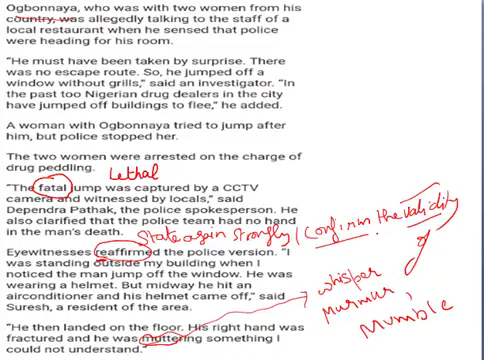 Ogbonnaya, who was with two women from his
country, was allegedly talking to the staff of a
local restaurant when he sensed that police
were heading for his room.
"He must have been taken by surprise. There
was no escape route. So, he jumped off a
window without grills," said an investigator. "In
the past too Nigerian drug dealers in the city
have jumped off buildings to flee," he added.
A woman with Ogbonnaya tried to jump after
him, but police stopped her.
The two women were arrested on the charge of
drug peddling.
Lethal
"The fatal jump was captured by a CCTV
camera and witnessed by locals," said
Dependra Pathak, the police spokesperson. He
also clarified that the police team had no hand
in the man's death.
State again strongly / Confirm the validity
of
Eyewitnesses reaffirmed the police version. "I
was standing outside my building when I
noticed the man jump off the window. He was
wearing a helmet. But midway he hit an
airconditioner and his helmet came off," said
Suresh, a resident of the area.
whisper
murmur,
Mumble
"He then landed on the floor. His right hand was
fractured and he was muttering something I
could not understand."